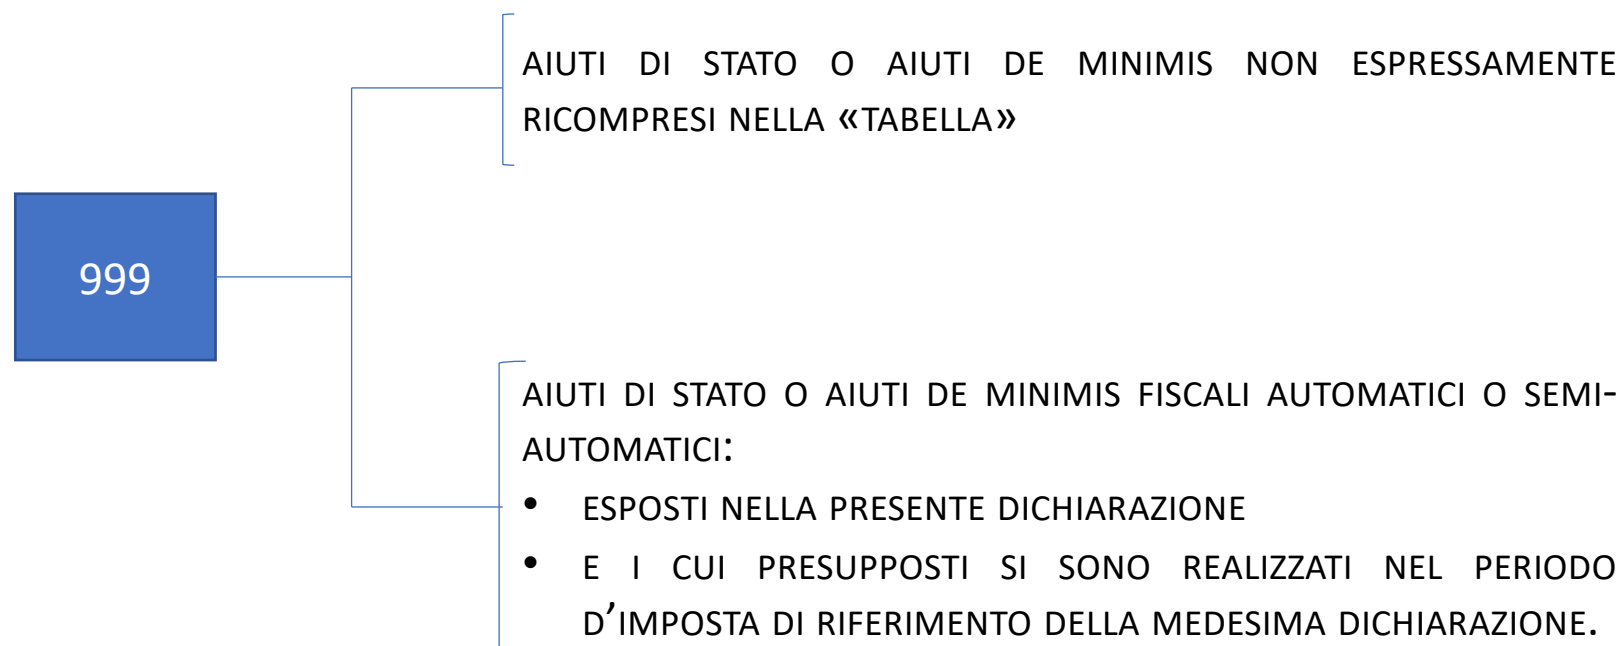 AIUTI DI STATO O AIUTI DE MINIMIS NON ESPRESSAMENTE
RICOMPRESI NELLA «TABELLA»
999
AIUTI DI STATO O AIUTI DE MINIMIS FISCALI AUTOMATICI O SEMI-
AUTOMATICI:
• ESPOSTI NELLA PRESENTE DICHIARAZIONE
• E I CUI PRESUPPOSTI SI SONO REALIZZATI NEL PERIODO
D'IMPOSTA DI RIFERIMENTO DELLA MEDESIMA DICHIARAZIONE.